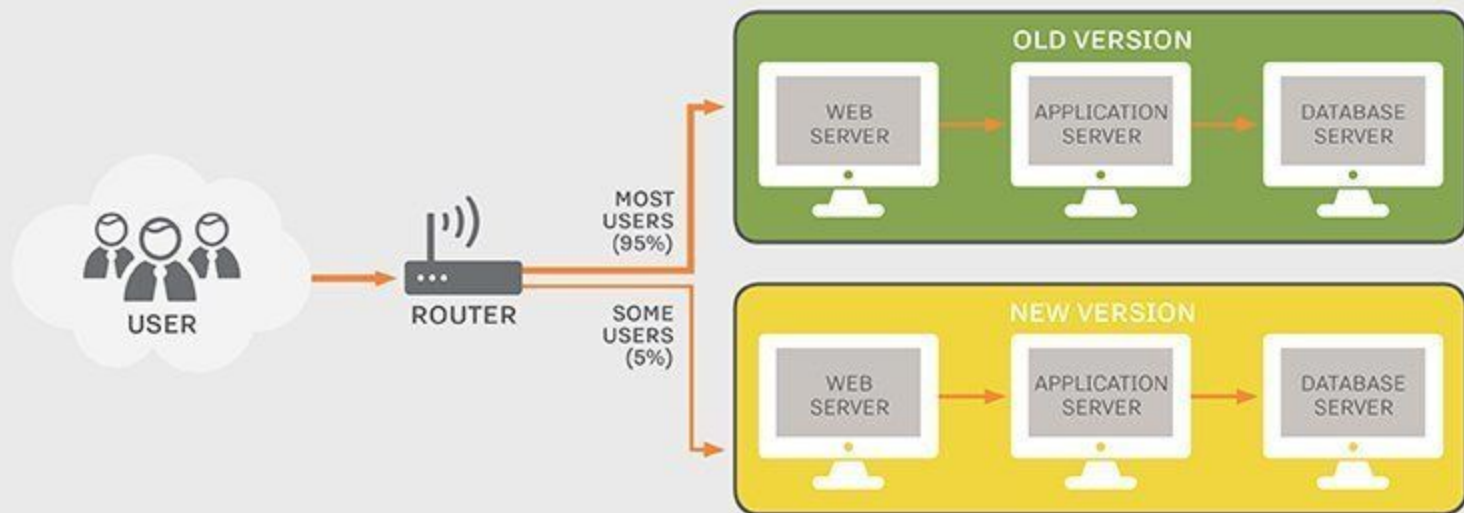 USER
ROUTER
MOST
USERS
(95%)
SOME
USERS
(5%)
OLD VERSION
WEB
SERVER
APPLICATION
SERVER
DATABASE
SERVER
NEW VERSION
WEB
SERVER
APPLICATION
SERVER
DATABASE
SERVER